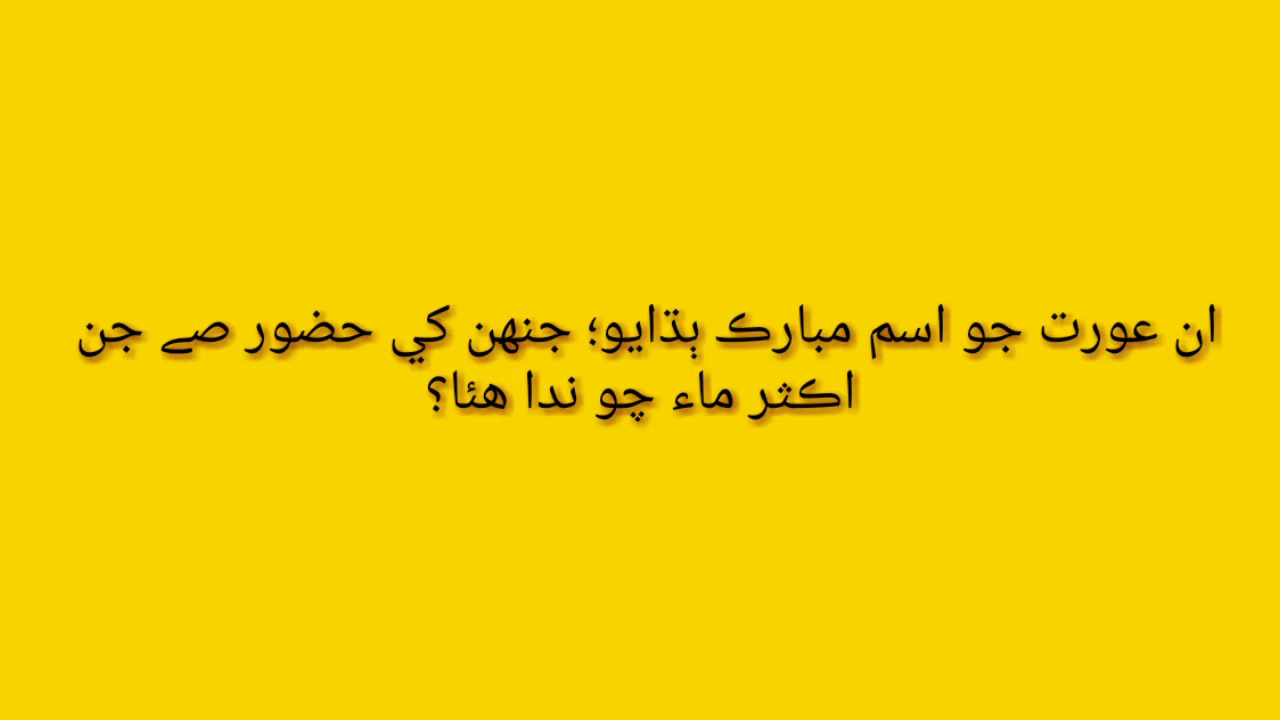 ان عورت جو اسم مبارڪ ٻڌايو؛ جنهن کي حضور صے جن
اڪثر ماء چو ندا هئا؟